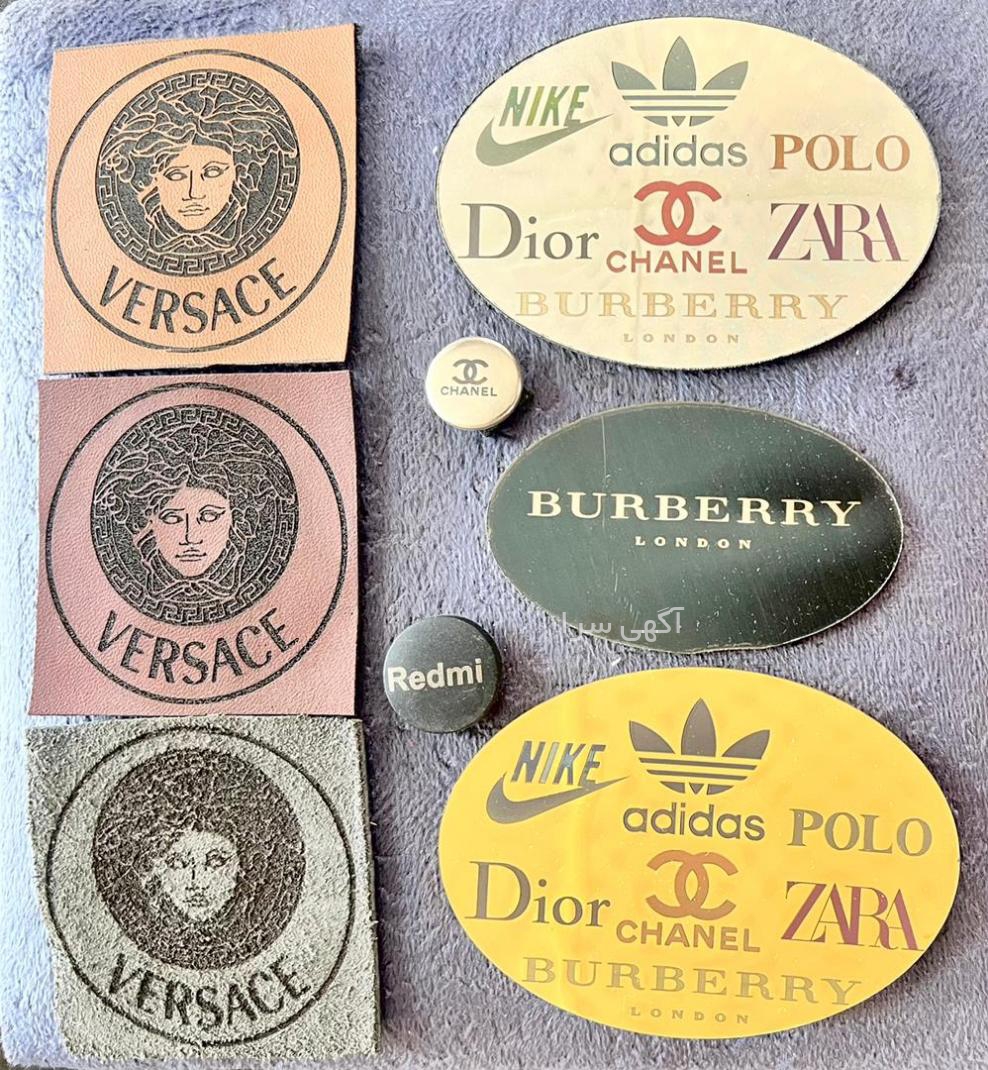 VERSACE
VERSACE
VERSACE
NIKE
adidas
POLO
Dior
CHANEL
ZARA
BURBERRY
LONDON
CHANEL
BURBERRY
LONDON
آگهی سرا
Redmi
NIKE
adidas
POLO
Dior
CHANEL
ZARA
BURBERRY
LONDON